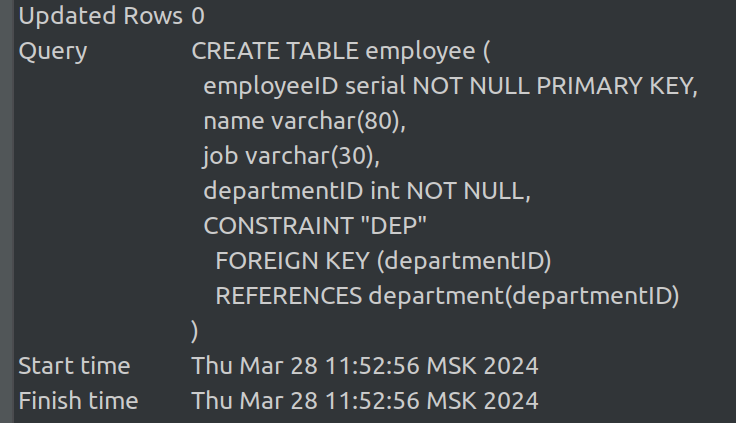 Updated Rows 0
Query CREATE TABLE employee (
employeeID serial NOT NULL PRIMARY KEY,
name varchar(80),
job varchar(30),
departmentID int NOT NULL,
CONSTRAINT "DEP"
FOREIGN KEY (departmentID)
REFERENCES department(departmentID)
)
Start time Thu Mar 28 11:52:56 MSK 2024
Finish time Thu Mar 28 11:52:56 MSK 2024